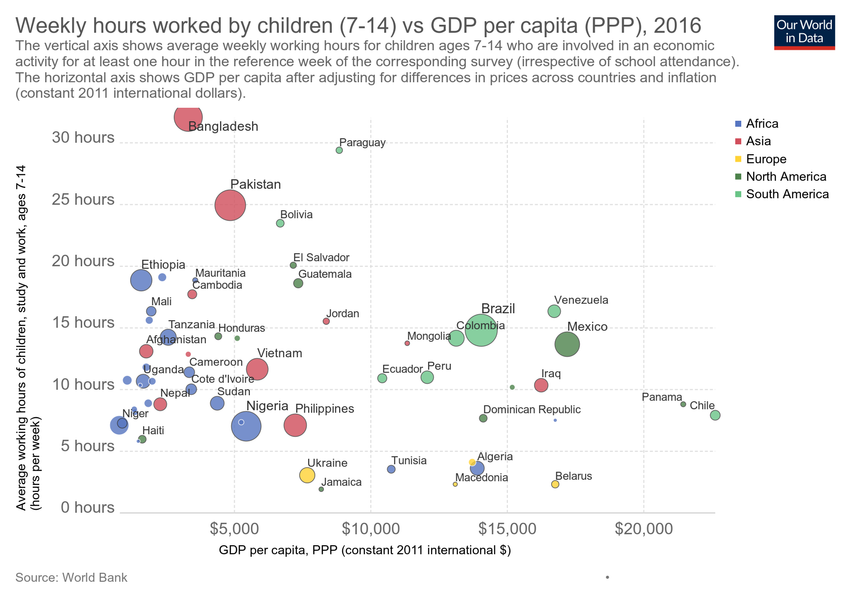 Weekly hours worked by children (7-14) vs GDP per capita (PPP), 2016
Our World
in Data
The vertical axis shows average weekly working hours for children ages 7-14 who are involved in an economic
activity for at least one hour in the reference week of the corresponding survey (irrespective of school attendance).
The horizontal axis shows GDP per capita after adjusting for differences in prices across countries and inflation
(constant 2011 international dollars).
Africa
Asia
Europe
North America
South America
Average working hours of children, study and work, ages 7-14
(hours per week)
30 hours
25 hours
20 hours
15 hours
10 hours
5 hours
0 hours
Bangladesh
Paraguay
Pakistan
Bolivia
El Salvador
Ethiopia
Mauritania
Guatemala
Cambodia
Mali
Venezuela
Brazil
Jordan
Tanzania
Honduras
Colombia
Mexico
Mongolia
Afghanistan
Vietnam
Cameroon
Uganda
Ecuador
Peru
Iraq
Cote d'Ivoire
Nepal
Sudan
Panama
Chile
Niger
Nigeria
Philippines
Dominican Republic
Haiti
Ukraine
Tunisia
Algeria
Jamaica
Macedonia
Belarus
$5,000
$10,000
$15,000
$20,000
GDP per capita, PPP (constant 2011 international $)
Source: World Bank